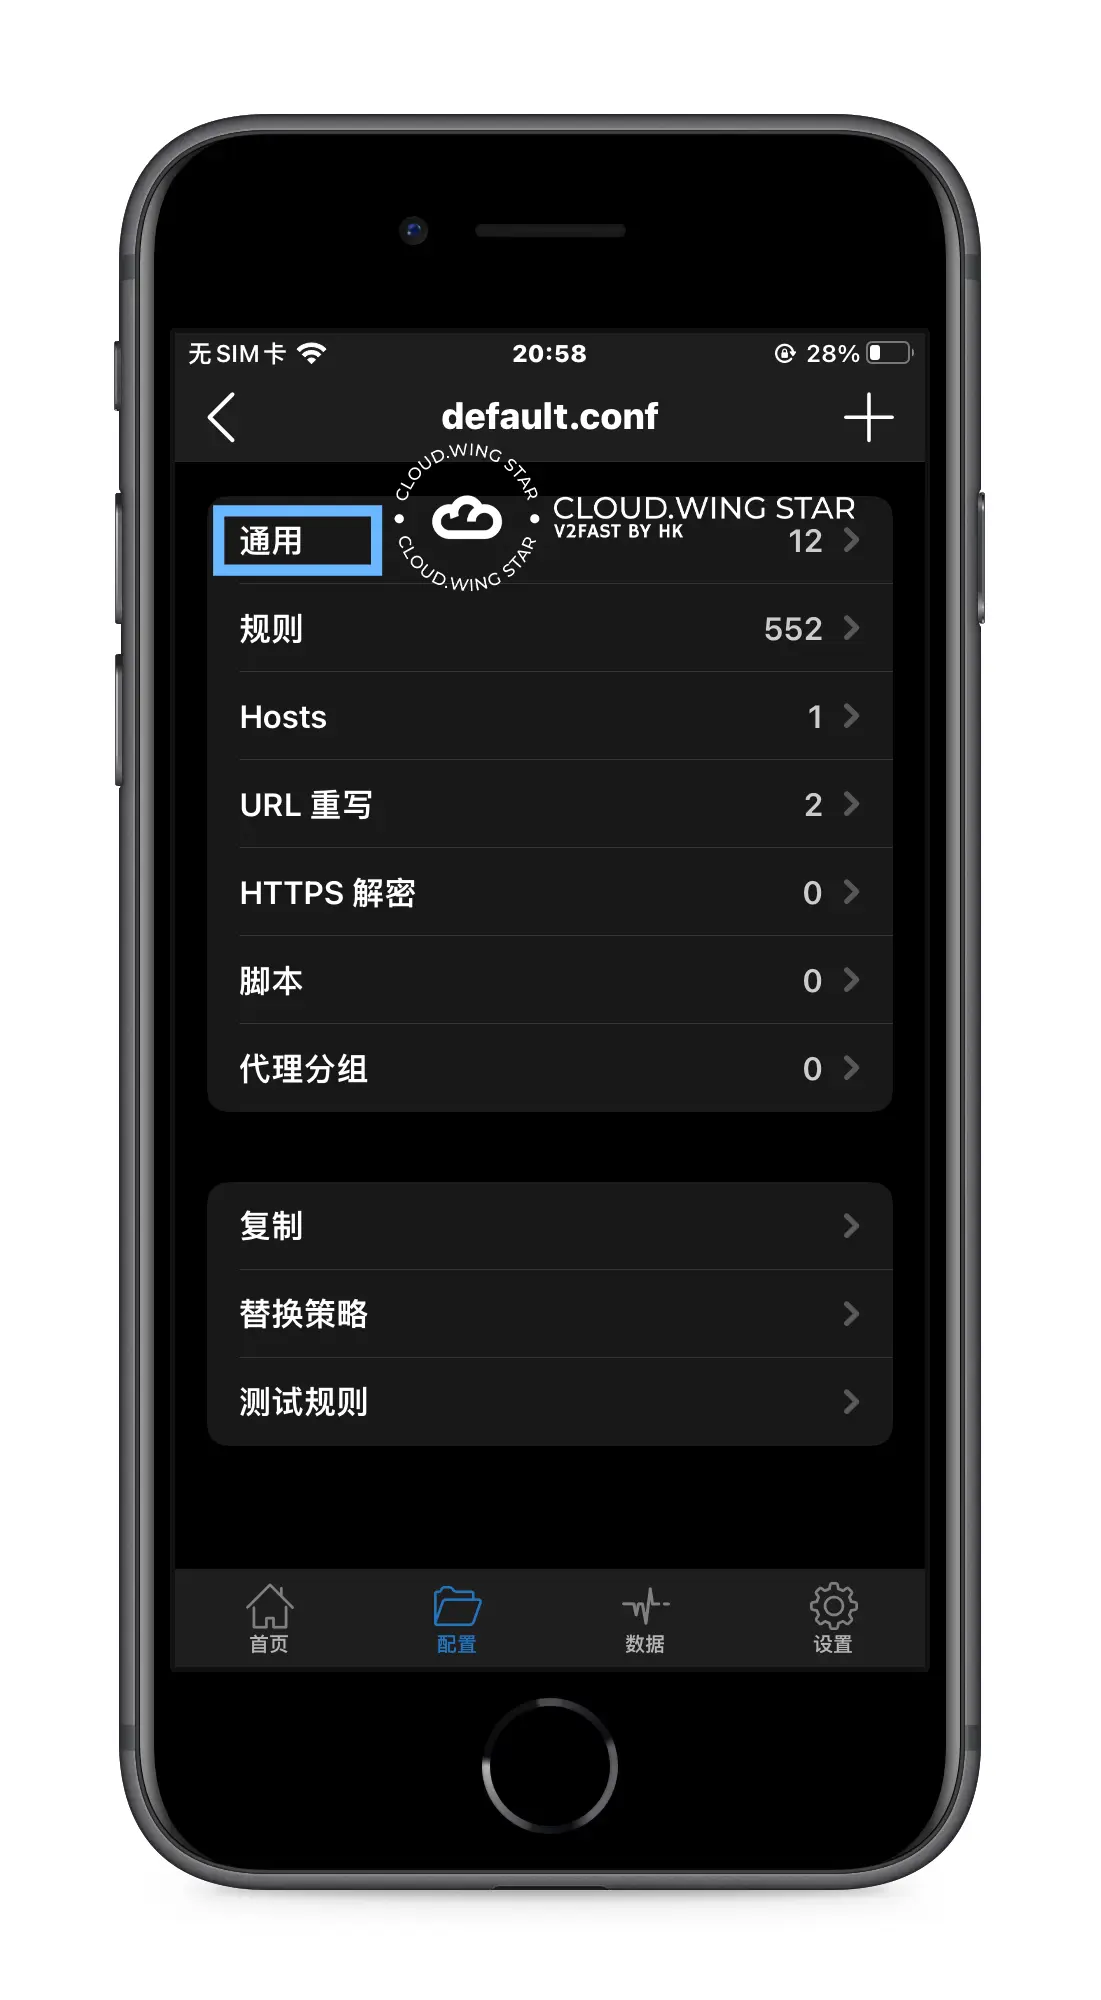 无SIM卡 20:58 28%
default.conf
CLOUD.WING STAR
CLOUD.WING STAR
CLOUD.WING STAR
V2FAST BY HK
通用 12
规则 552
Hosts 1
URL 重写 2
HTTPS 解密 0
脚本 0
代理分组 0
复制
替换策略
测试规则
首页 配置 数据 设置